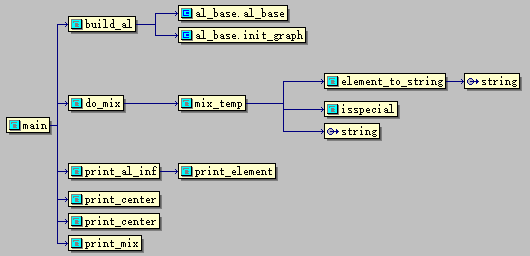 main
build_al
al_base.al_base
al_base.init_graph
do_mix
mix_temp
element_to_string
string
isspecial
string
print_al_inf
print_element
print_center
print_center
print_mix